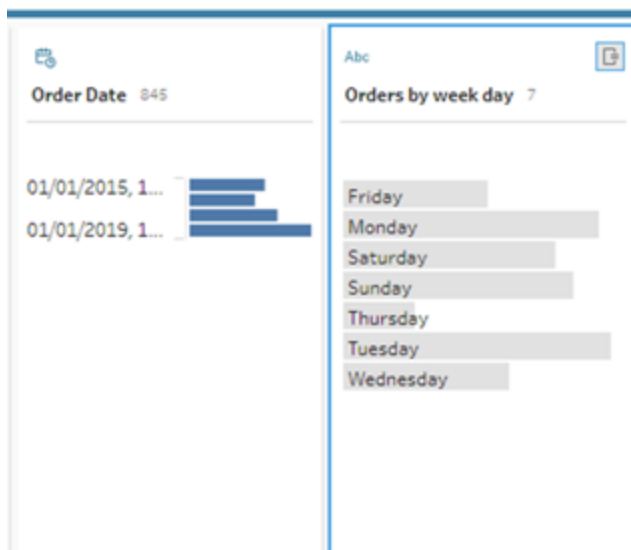 Order Date 845
01/01/2015, 1...
01/01/2019, 1...
Abc
Orders by week day 7
Friday
Monday
Saturday
Sunday
Thursday
Tuesday
Wednesday